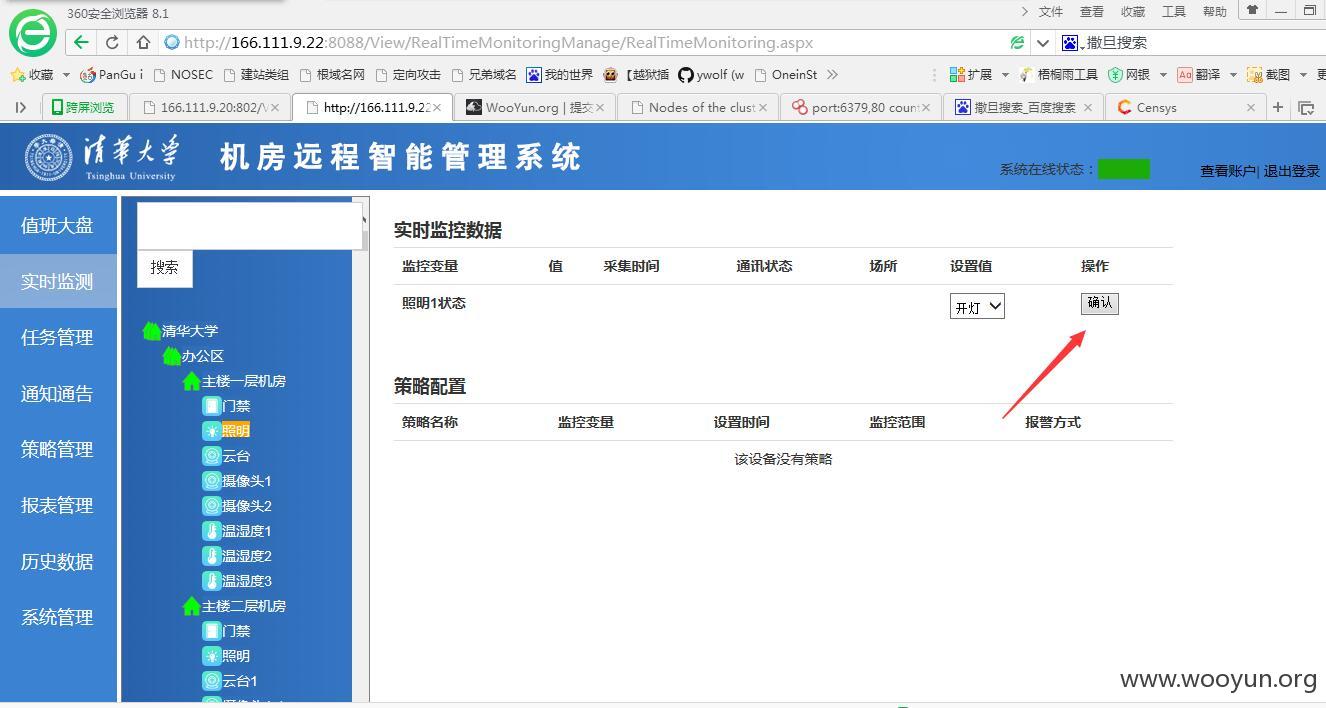 360安全浏览器 8.1
文件 查看 收藏 工具 帮助
http://166.111.9.22:8088/View/RealTimeMonitoringManage/RealTimeMonitoring.aspx
撒旦搜索
收藏 PanGu i NOSEC 建站类组 根域名网 定向攻击 兄弟域名 我的世界 【越狱插 ywolf (w OneinSt » 扩展 梧桐雨工具 网银 Aa 翻译 截图 更
跨屏浏览 166.111.9.20:802/V http://166.111.9.22 WooYun.org | 提交 Nodes of the clust port:6379,80 count 撒旦搜索_百度搜索 Censys
清华大学
Tsinghua University
机房远程智能管理系统
系统在线状态：
查看账户| 退出登录
值班大盘
实时监测
任务管理
通知通告
策略管理
报表管理
历史数据
系统管理
搜索
清华大学
办公区
主楼一层机房
门禁
照明
云台
摄像头1
摄像头2
温湿度1
温湿度2
温湿度3
主楼二层机房
门禁
照明
云台1
实时监控数据
监控变量 值 采集时间 通讯状态 场所 设置值 操作
照明1状态 开灯 确认
策略配置
策略名称 监控变量 设置时间 监控范围 报警方式
该设备没有策略
www.wooyun.org